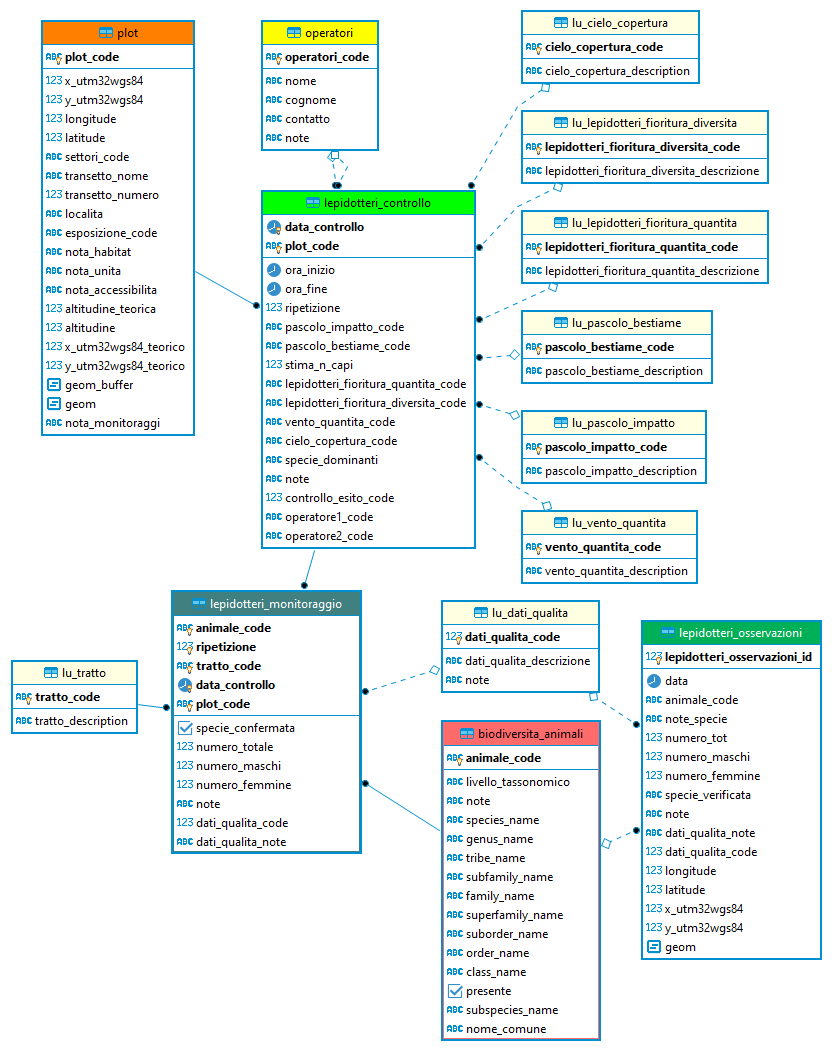 plot
ABC plot_code
123 x_utm32wgs84
123 y_utm32wgs84
123 longitude
123 latitude
ABC settori_code
ABC transetto_nome
123 transetto_numero
ABC localita
ABC esposizione_code
ABC nota_habitat
ABC nota_unita
ABC nota_accessibilita
123 altitudine_teorica
123 altitudine
123 x_utm32wgs84_teorico
123 y_utm32wgs84_teorico
geom_buffer
geom
ABC nota_monitoraggi
operatori
ABC operatori_code
ABC nome
ABC cognome
ABC contatto
ABC note
lu_cielo_copertura
ABC cielo_copertura_code
ABC cielo_copertura_description
lu_lepidotteri_fioritura_diversita
ABC lepidotteri_fioritura_diversita_code
ABC lepidotteri_fioritura_diversita_descrizione
lu_lepidotteri_fioritura_quantita
ABC lepidotteri_fioritura_quantita_code
ABC lepidotteri_fioritura_quantita_descrizione
lu_pascolo_bestiame
ABC pascolo_bestiame_code
ABC pascolo_bestiame_description
lu_pascolo_impatto
ABC pascolo_impatto_code
ABC pascolo_impatto_description
lu_vento_quantita
ABC vento_quantita_code
ABC vento_quantita_description
lepidotteri_controllo
data_controllo
ABC plot_code
ora_inizio
ora_fine
123 ripetizione
ABC pascolo_impatto_code
ABC pascolo_bestiame_code
123 stima_n_capi
ABC lepidotteri_fioritura_quantita_code
ABC lepidotteri_fioritura_diversita_code
ABC vento_quantita_code
ABC cielo_copertura_code
ABC specie_dominanti
ABC note
123 controllo_esito_code
ABC operatore1_code
ABC operatore2_code
lepidotteri_monitoraggio
ABC animale_code
123 ripetizione
ABC tratto_code
data_controllo
ABC plot_code
specie_confermata
123 numero_totale
123 numero_maschi
123 numero_femmine
ABC note
123 dati_qualita_code
ABC dati_qualita_note
lu_tratto
ABC tratto_code
ABC tratto_description
lu_dati_qualita
123 dati_qualita_code
ABC dati_qualita_descrizione
ABC note
biodiversita_animali
ABC animale_code
ABC livello_tassonomico
ABC note
ABC species_name
ABC genus_name
ABC tribe_name
ABC subfamily_name
ABC family_name
ABC superfamily_name
ABC suborder_name
ABC order_name
ABC class_name
presente
ABC subspecies_name
ABC nome_comune
lepidotteri_osservazioni
123 lepidotteri_osservazioni_id
data
ABC animale_code
ABC note_specie
123 numero_tot
123 numero_maschi
123 numero_femmine
ABC specie_verificata
ABC note
ABC dati_qualita_note
123 dati_qualita_code
123 longitude
123 latitude
123 x_utm32wgs84
123 y_utm32wgs84
geom